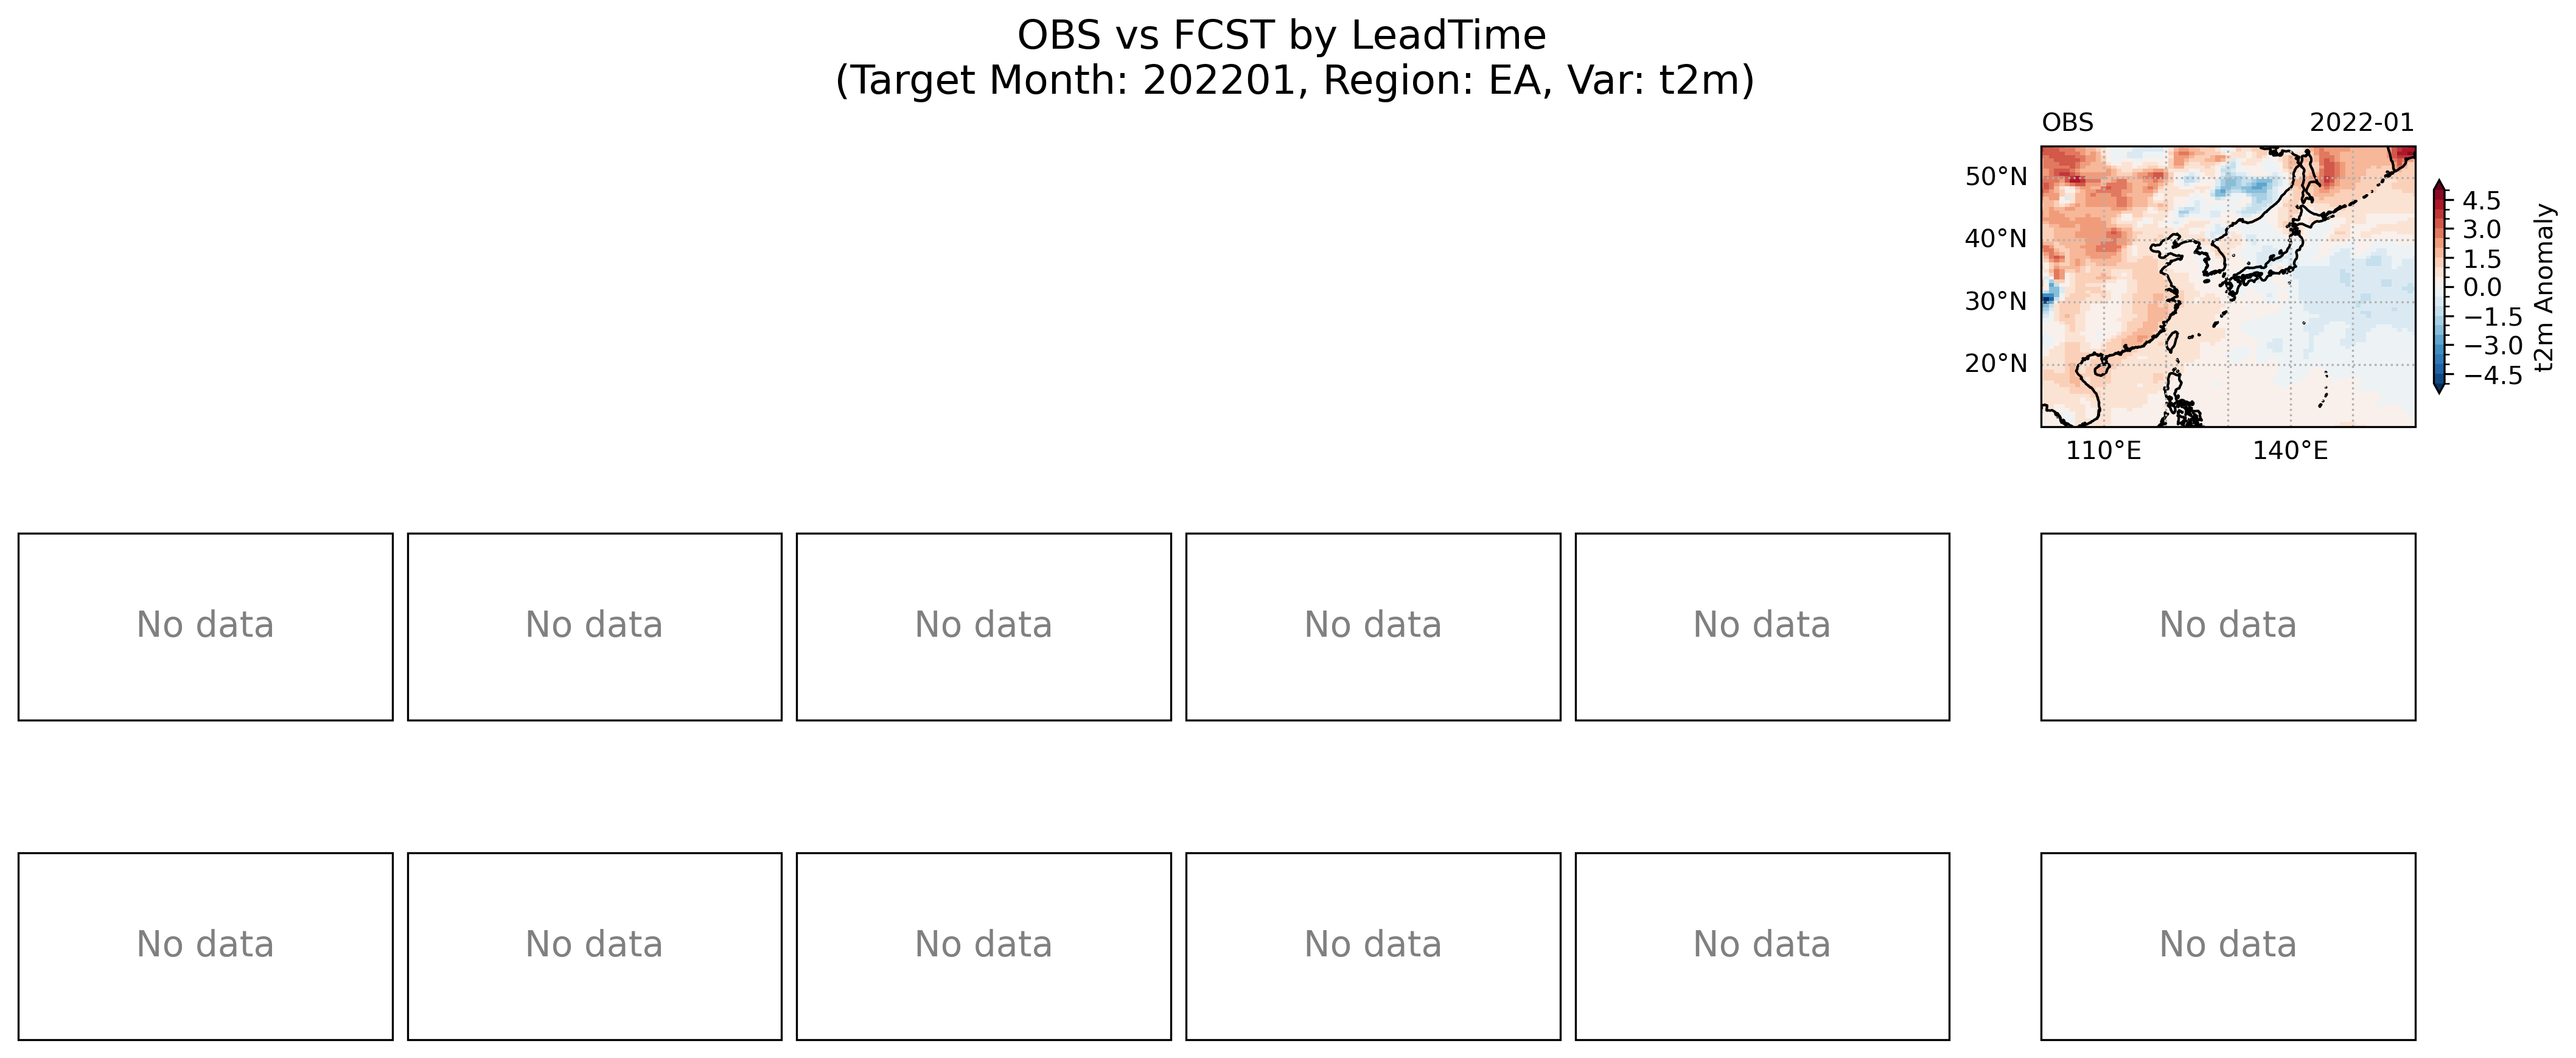 OBS vs FCST by LeadTime
(Target Month: 202201, Region: EA, Var: t2m)
OBS 2022-01
50°N
40°N
30°N
20°N
110°E 140°E
4.5
3.0
1.5
0.0
−1.5
−3.0
−4.5
t2m Anomaly
No data No data No data No data No data No data
No data No data No data No data No data No data